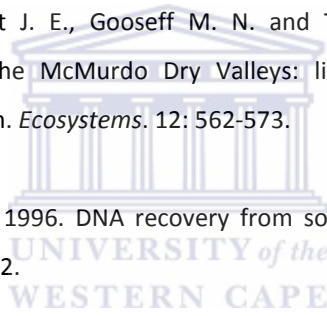 t J. E., Gooseff M. N. and T
he McMurdo Dry Valleys: li
n. Ecosystems. 12: 562-573.
1996. DNA recovery from so
2.
UNIVERSITY of the
WESTERN CAPE